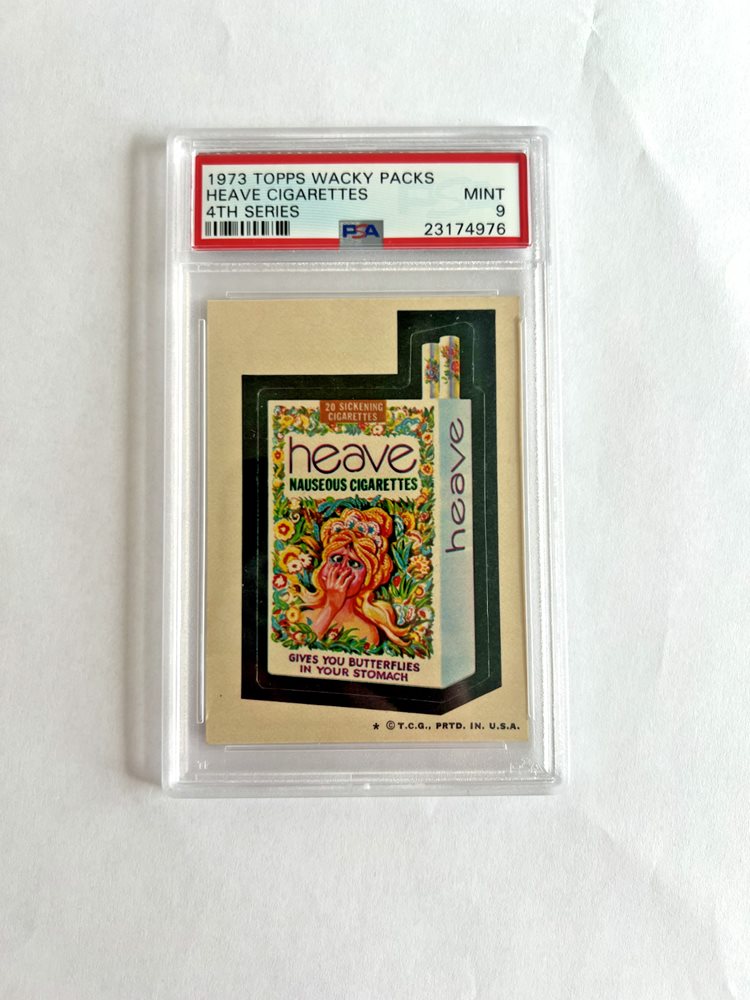 1973 TOPPS WACKY PACKS
HEAVE CIGARETTES MINT
4TH SERIES 9
PSA 23174976
20 SICKENING
CIGARETTES
heave
NAUSEOUS CIGARETTES
heave
GIVES YOU BUTTERFLIES
IN YOUR STOMACH
* © T.C.G., PRTD. IN. U.S.A.